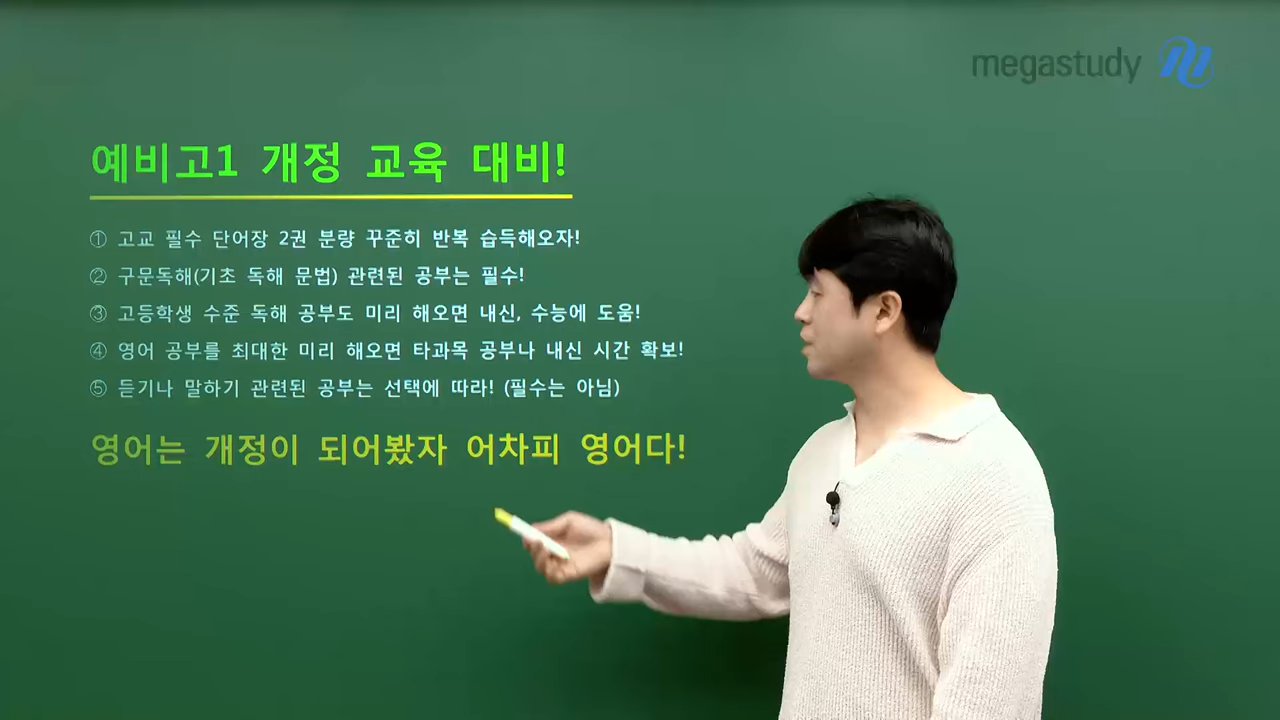 megastudy
예비고1 개정 교육 대비!
① 고교 필수 단어장 2권 분량 꾸준히 반복 습득해오자!
② 구문독해(기초 독해 문법) 관련된 공부는 필수!
③ 고등학생 수준 독해 공부도 미리 해오면 내신, 수능에 도움!
④ 영어 공부를 최대한 미리 해오면 타과목 공부나 내신 시간 확보!
⑤ 듣기나 말하기 관련된 공부는 선택에 따라! (필수는 아님)
영어는 개정이 되어봤자 어차피 영어다!